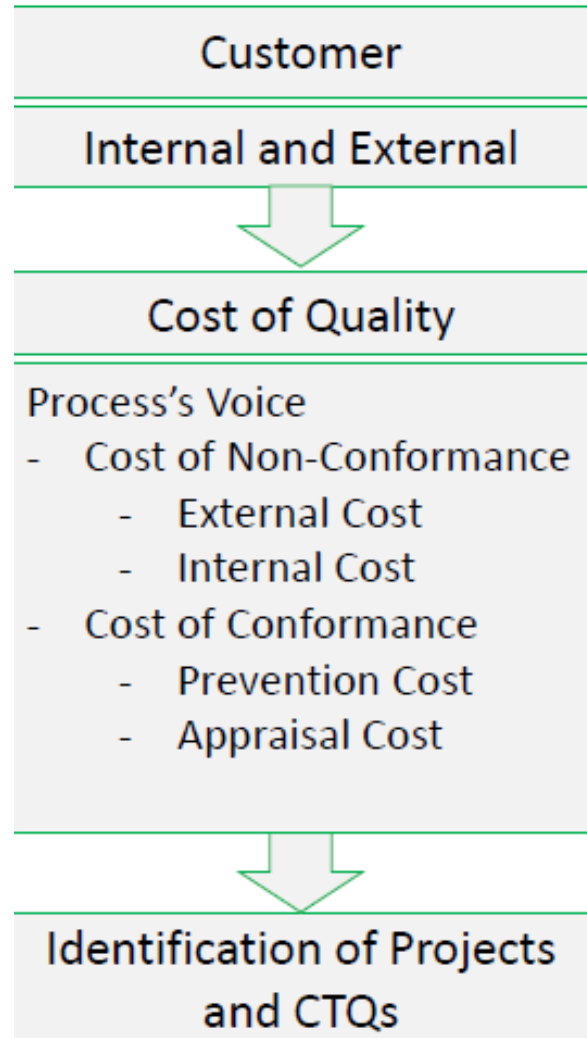 Customer
Internal and External
Cost of Quality
Process's Voice
- Cost of Non-Conformance
- External Cost
- Internal Cost
- Cost of Conformance
- Prevention Cost
- Appraisal Cost
Identification of Projects
and CTQs